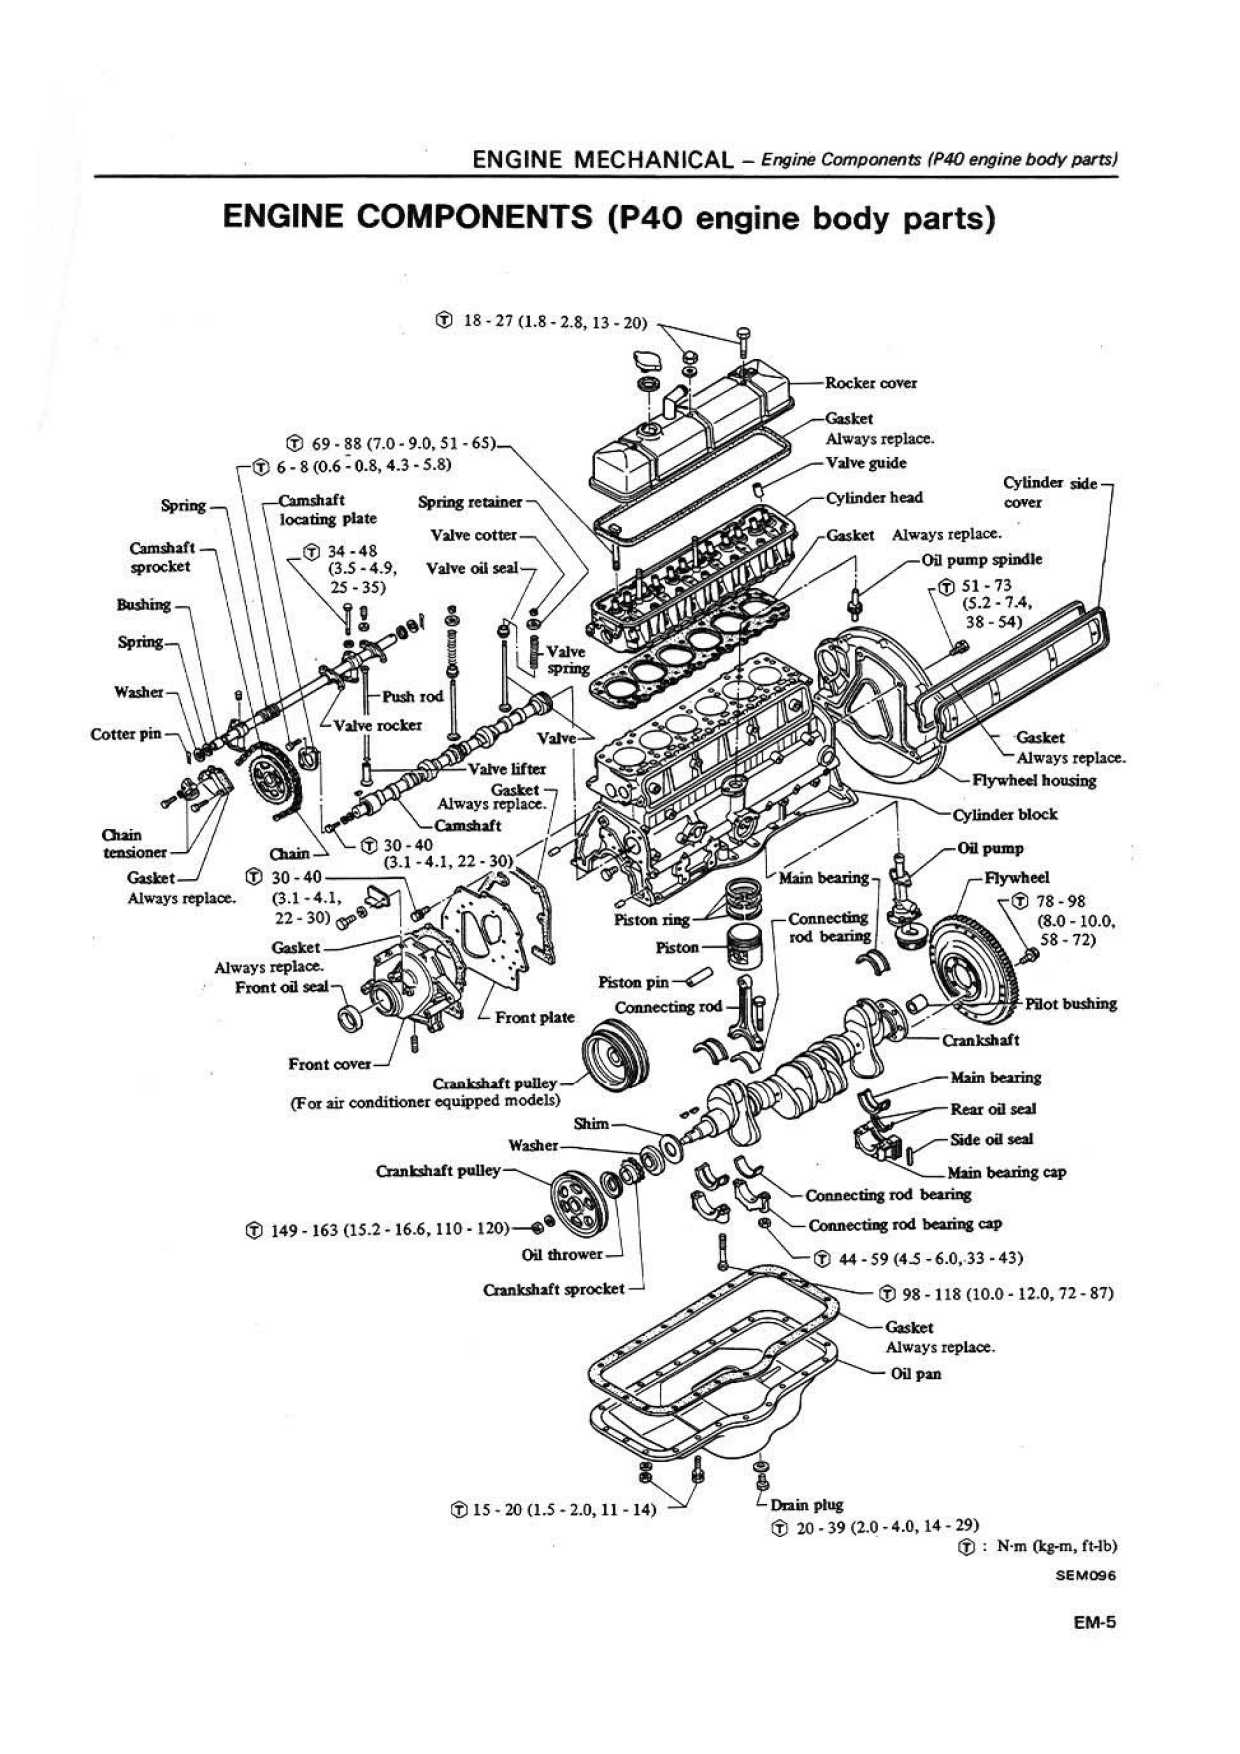 ENGINE MECHANICAL – Engine Components (P40 engine body parts)
ENGINE COMPONENTS (P40 engine body parts)
Ⓣ 18 - 27 (1.8 - 2.8, 13 - 20)
Rocker cover
Gasket
Always replace.
Valve guide
Cylinder head
Cylinder side
cover
Ⓣ 69 - 88 (7.0 - 9.0, 51 - 65)
Ⓣ 6 - 8 (0.6 - 0.8, 4.3 - 5.8)
Spring
Camshaft
locating plate
Spring retainer
Valve cotter
Gasket Always replace.
Camshaft
sprocket
Ⓣ 34 - 48
(3.5 - 4.9,
25 - 35)
Valve oil seal
Oil pump spindle
Ⓣ 51 - 73
(5.2 - 7.4,
38 - 54)
Bushing
Spring
Valve
spring
Washer
Push rod
Valve rocker
Cotter pin
Valve
Gasket
Always replace.
Valve lifter
Flywheel housing
Gasket
Always replace.
Cylinder block
Camshaft
Chain
tensioner
Chain
Ⓣ 30 - 40
(3.1 - 4.1, 22 - 30)
Oil pump
Gasket
Always replace.
Ⓣ 30 - 40
(3.1 - 4.1,
22 - 30)
Main bearing
Flywheel
Ⓣ 78 - 98
(8.0 - 10.0,
58 - 72)
Piston ring
Connecting
rod bearing
Gasket
Always replace.
Piston
Front oil seal
Piston pin
Connecting rod
Pilot bushing
Front plate
Crankshaft
Front cover
Crankshaft pulley
(For air conditioner equipped models)
Main bearing
Rear oil seal
Shim
Side oil seal
Washer
Crankshaft pulley
Main bearing cap
Connecting rod bearing
Ⓣ 149 - 163 (15.2 - 16.6, 110 - 120)
Connecting rod bearing cap
Oil thrower
Ⓣ 44 - 59 (4.5 - 6.0, 33 - 43)
Crankshaft sprocket
Ⓣ 98 - 118 (10.0 - 12.0, 72 - 87)
Gasket
Always replace.
Oil pan
Ⓣ 15 - 20 (1.5 - 2.0, 11 - 14)
Drain plug
Ⓣ 20 - 39 (2.0 - 4.0, 14 - 29)
Ⓣ : N·m (kg-m, ft-lb)
SEM096
EM-5